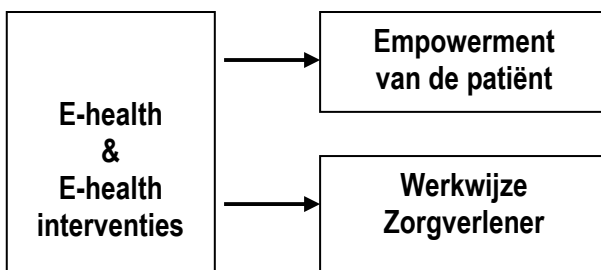 E-health
&
E-health
interventies
Empowerment
van de patiënt
Werkwijze
Zorgverlener